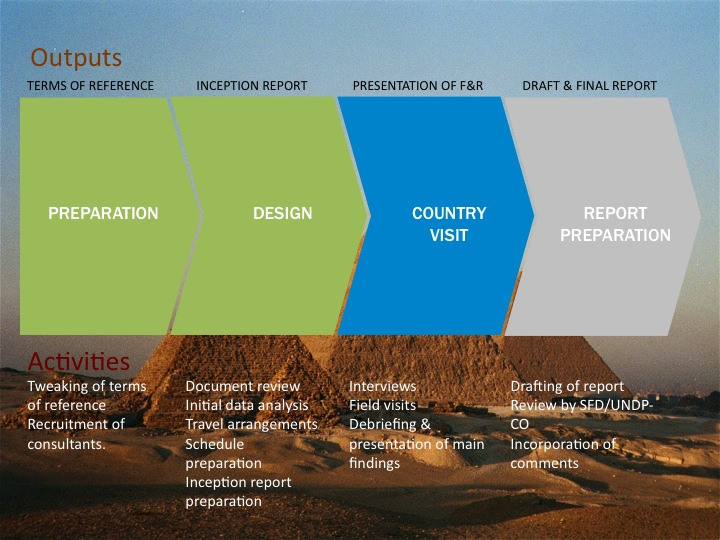 Outputs
TERMS OF REFERENCE
INCEPTION REPORT
PRESENTATION OF F&R
DRAFT & FINAL REPORT
PREPARATION
DESIGN
COUNTRY
VISIT
REPORT
PREPARATION
Activities
Tweaking of terms
of reference
Recruitment of
consultants.
Document review
Initial data analysis
Travel arrangements
Schedule
preparation
Inception report
preparation
Interviews
Field visits
Debriefing &
presentation of main
findings
Drafting of report
Review by SFD/UNDP-
CO
Incorporation of
comments